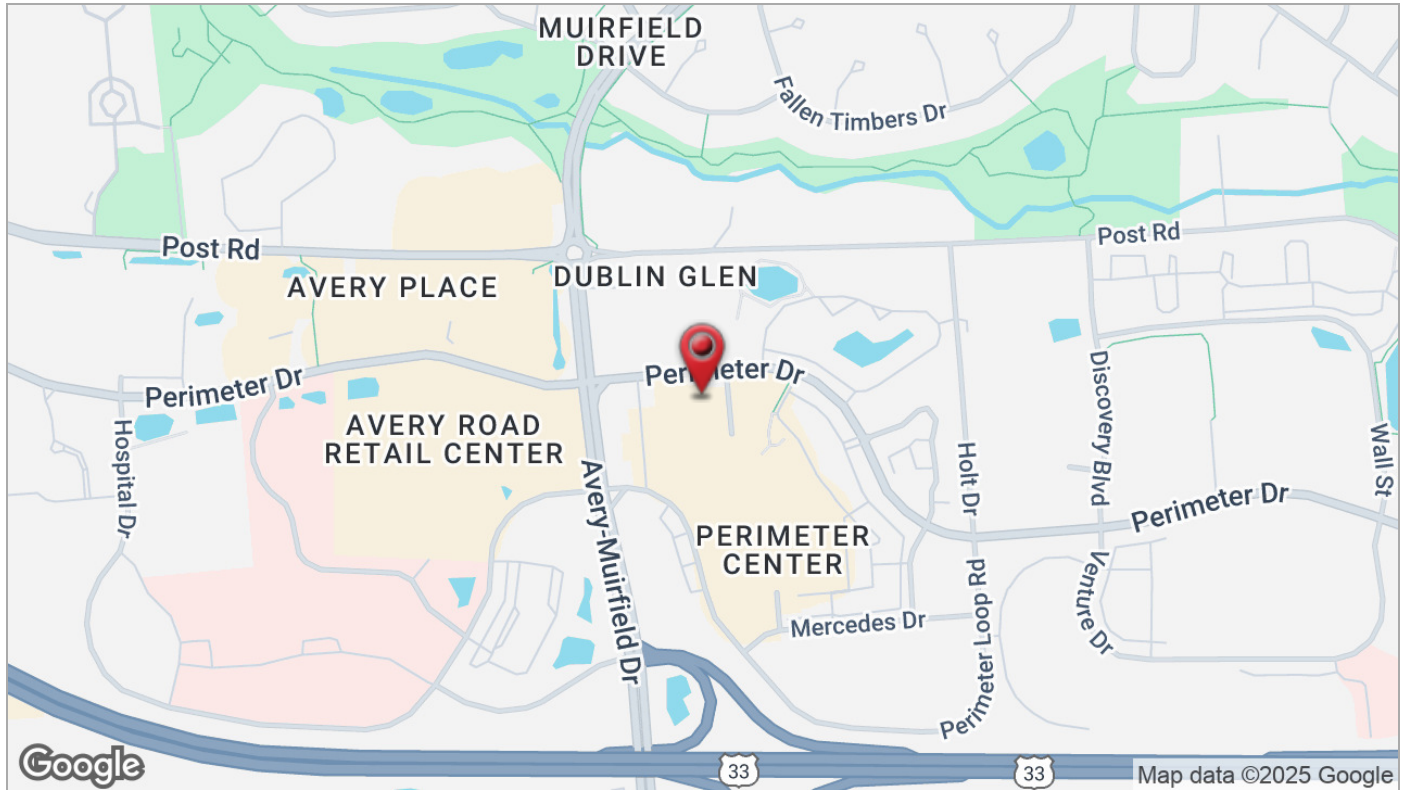 MUIRFIELD
DRIVE
Fallen Timbers Dr
Post Rd
Post Rd
AVERY PLACE
DUBLIN GLEN
Perimeter Dr
Perimeter Dr
AVERY ROAD
RETAIL CENTER
Hospital Dr
Avery-Muirfield Dr
Holt Dr
Discovery Blvd
Wall St
Perimeter Dr
PERIMETER
CENTER
Mercedes Dr
Perimeter Loop Rd
Venture Dr
Google
33
33
Map data ©2025 Google